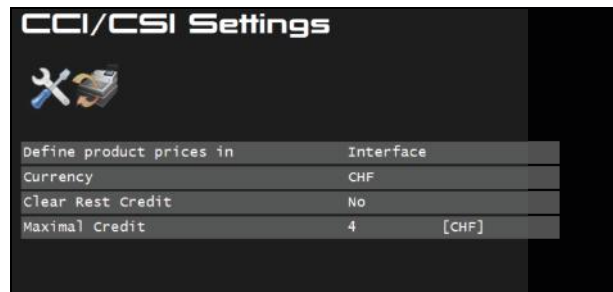 CCI/CSI Settings
Define product prices in Interface
Currency CHF
Clear Rest Credit No
Maximal Credit 4 [CHF]